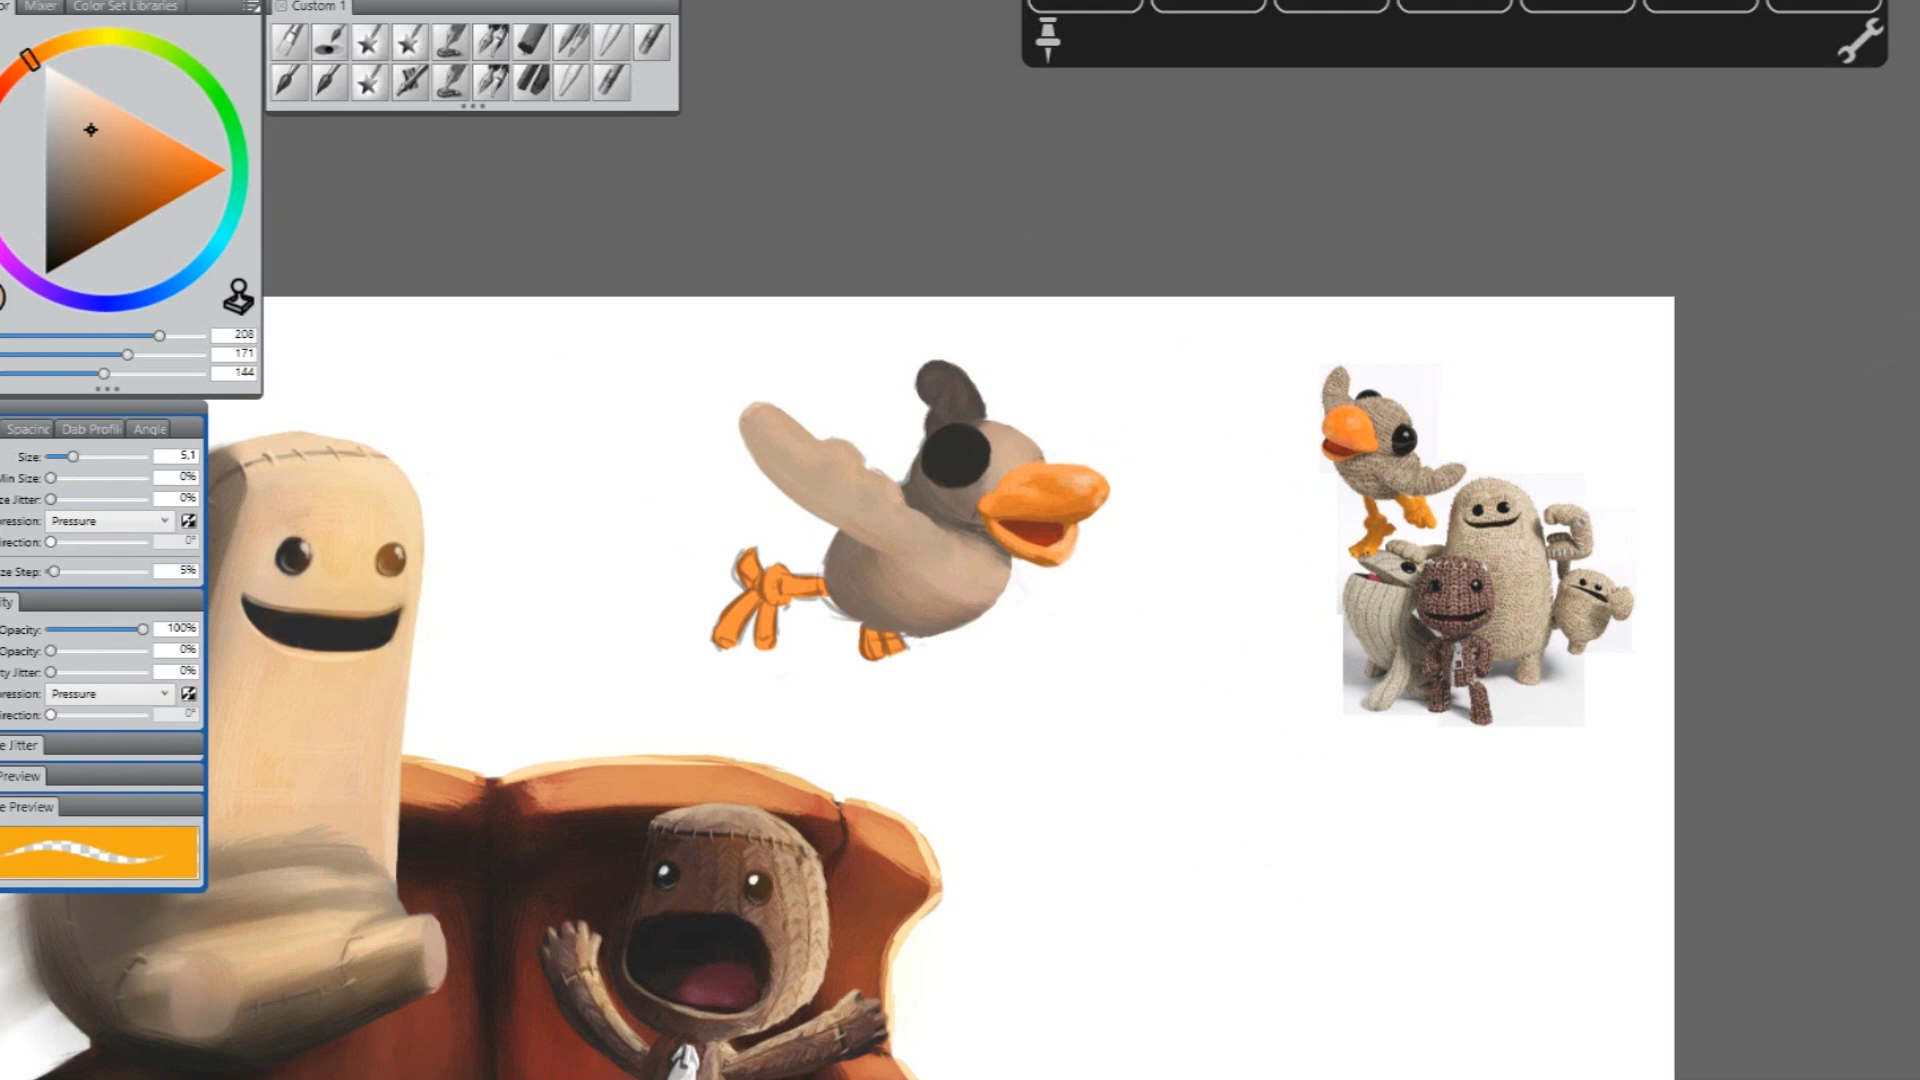 or Mixer Color Set Libraries
Custom 1
208
171
144
Spacing Dab Profil Angle
Size: 5,1
Min Size: 0%
ze Jitter: 0%
ression: Pressure
irection: 0°
ze Step: 5%
ity
Opacity: 100%
Opacity: 0%
ty Jitter: 0%
ression: Pressure
irection: 0°
e Jitter
Preview
e Preview